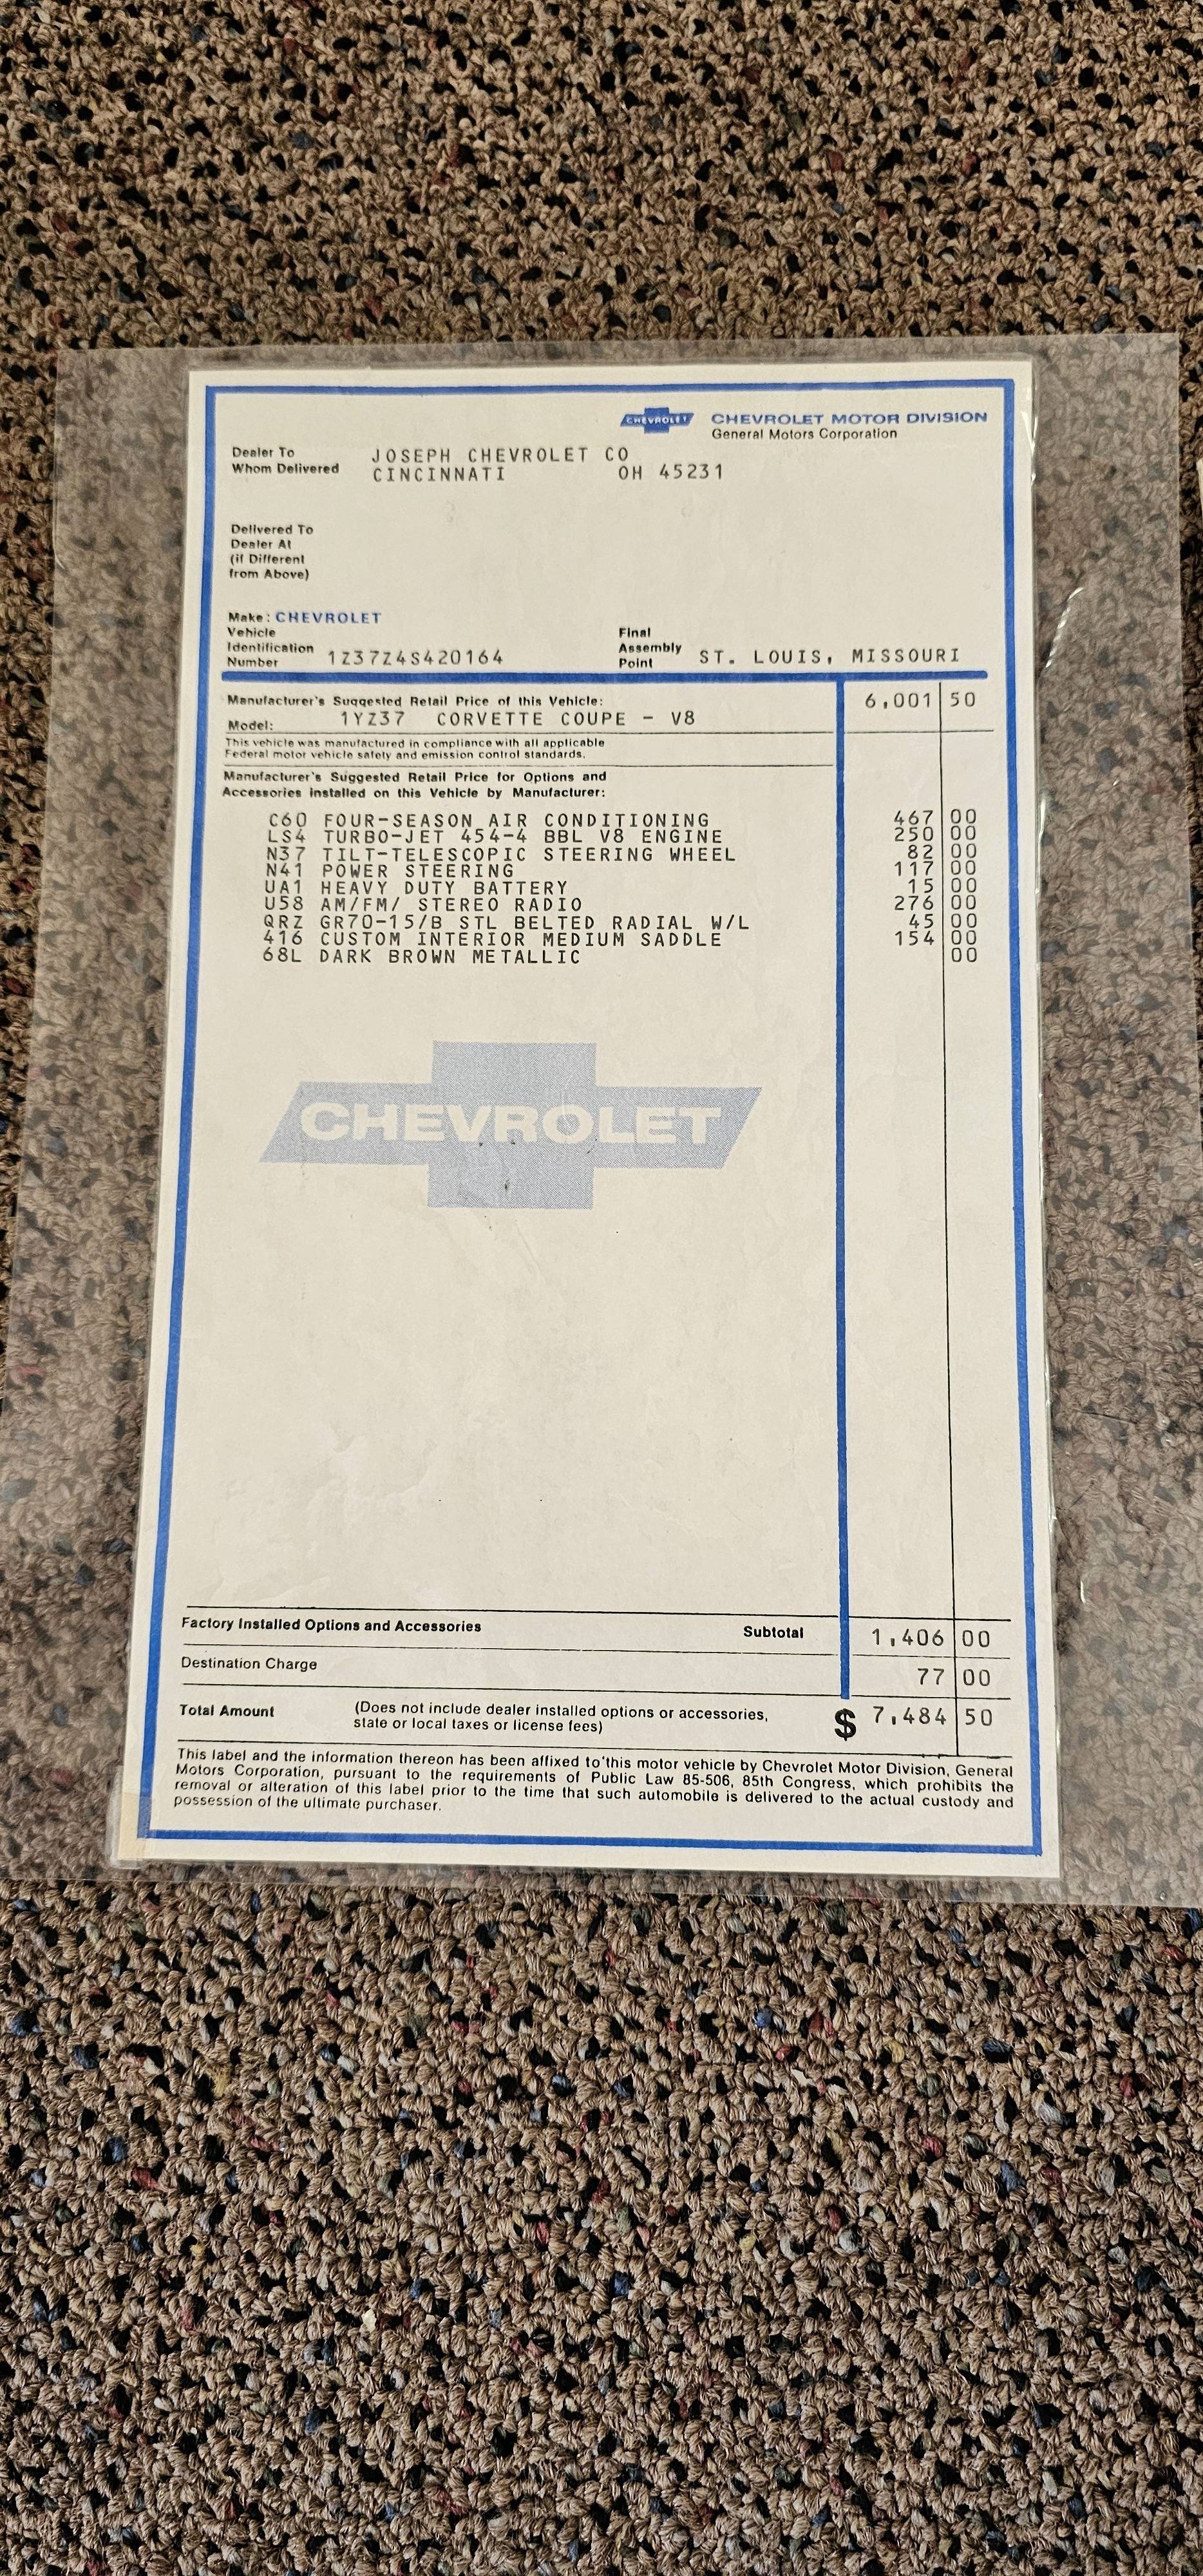 CHEVROLET CHEVROLET MOTOR DIVISION
General Motors Corporation
Dealer To
Whom Delivered
JOSEPH CHEVROLET CO
CINCINNATI OH 45231
Delivered To
Dealer At
(if Different
from Above)
Make: CHEVROLET
Vehicle
Identification
Number 1Z37Z4S420164
Final
Assembly
Point ST. LOUIS, MISSOURI
Manufacturer's Suggested Retail Price of this Vehicle: 6,001 50
Model: 1YZ37 CORVETTE COUPE - V8
This vehicle was manufactured in compliance with all applicable
Federal motor vehicle safety and emission control standards.
Manufacturer's Suggested Retail Price for Options and
Accessories Installed on this Vehicle by Manufacturer:
C60 FOUR-SEASON AIR CONDITIONING 467 00
LS4 TURBO-JET 454-4 BBL V8 ENGINE 250 00
N37 TILT-TELESCOPIC STEERING WHEEL 82 00
N41 POWER STEERING 117 00
UA1 HEAVY DUTY BATTERY 15 00
U58 AM/FM/ STEREO RADIO 276 00
QRZ GR70-15/B STL BELTED RADIAL W/L 45 00
416 CUSTOM INTERIOR MEDIUM SADDLE 154 00
68L DARK BROWN METALLIC 00
CHEVROLET
Factory Installed Options and Accessories Subtotal 1,406 00
Destination Charge 77 00
Total Amount (Does not include dealer installed options or accessories,
state or local taxes or license fees) $ 7,484 50
This label and the information thereon has been affixed to this motor vehicle by Chevrolet Motor Division, General
Motors Corporation, pursuant to the requirements of Public Law 85-506, 85th Congress, which prohibits the
removal or alteration of this label prior to the time that such automobile is delivered to the actual custody and
possession of the ultimate purchaser.